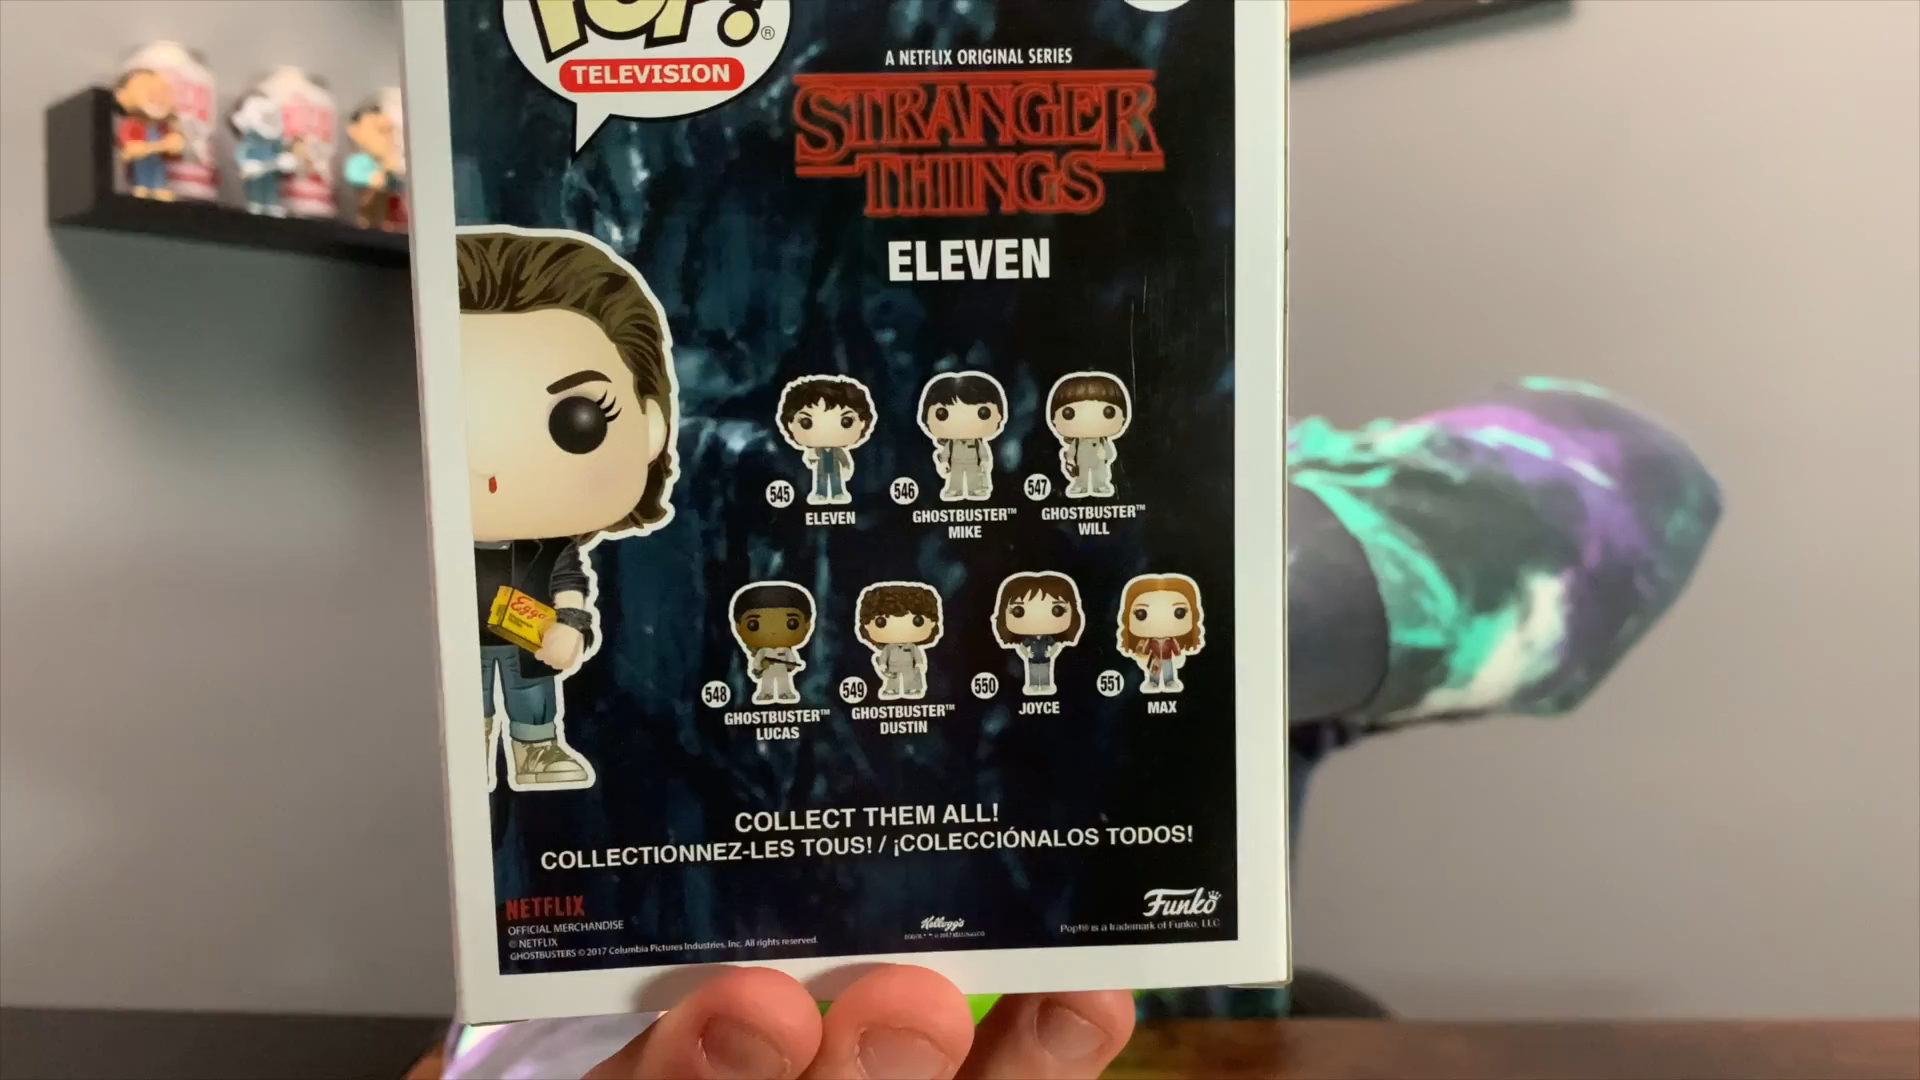 POP!®
TELEVISION
A NETFLIX ORIGINAL SERIES
STRANGER
THINGS
ELEVEN
545
ELEVEN
546
GHOSTBUSTER™
MIKE
547
GHOSTBUSTER™
WILL
Eggo
548
GHOSTBUSTER™
LUCAS
549
GHOSTBUSTER™
DUSTIN
550
JOYCE
551
MAX
COLLECT THEM ALL!
COLLECTIONNEZ-LES TOUS! / ¡COLECCIÓNALOS TODOS!
NETFLIX
OFFICIAL MERCHANDISE
© NETFLIX
GHOSTBUSTERS © 2017 Columbia Pictures Industries, Inc. All rights reserved.
Kellogg's
Funko
Pop!® is a trademark of Funko, LLC